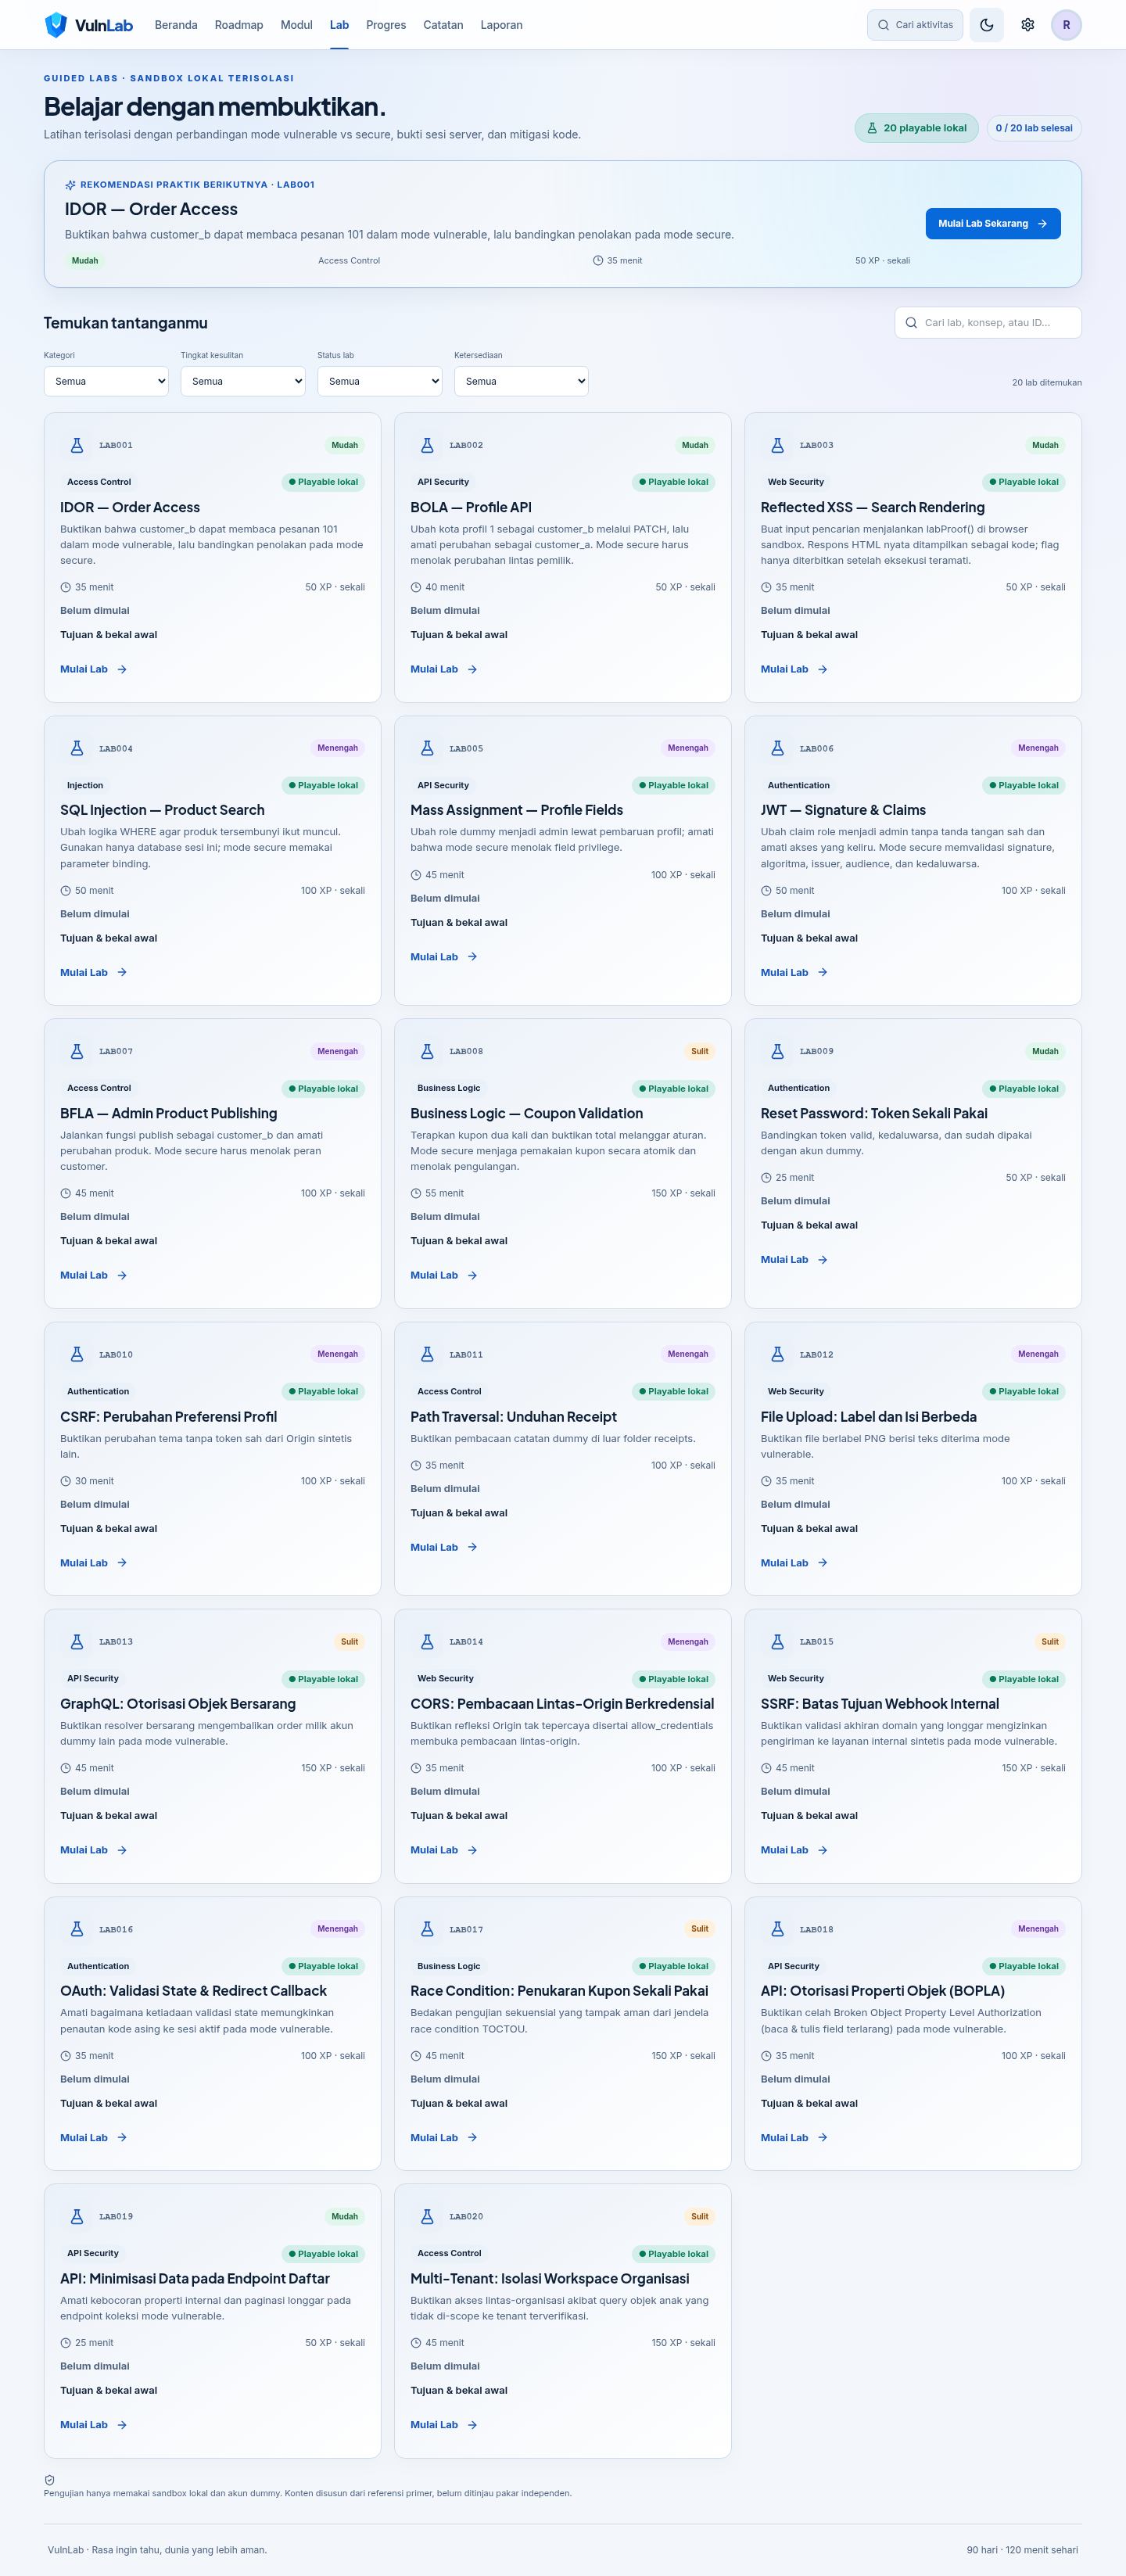 VulnLab Beranda Roadmap Modul Lab Progres Catatan Laporan Cari aktivitas R
GUIDED LABS · SANDBOX LOKAL TERISOLASI
Belajar dengan membuktikan.
Latihan terisolasi dengan perbandingan mode vulnerable vs secure, bukti sesi server, dan mitigasi kode.
20 playable lokal 0 / 20 lab selesai
REKOMENDASI PRAKTIK BERIKUTNYA · LAB001
IDOR — Order Access
Buktikan bahwa customer_b dapat membaca pesanan 101 dalam mode vulnerable, lalu bandingkan penolakan pada mode secure.
Mulai Lab Sekarang
Mudah Access Control 35 menit 50 XP · sekali
Temukan tantanganmu
Cari lab, konsep, atau ID...
Kategori Tingkat kesulitan Status lab Ketersediaan
Semua Semua Semua Semua
20 lab ditemukan
LAB001 Mudah
Access Control Playable lokal
IDOR — Order Access
Buktikan bahwa customer_b dapat membaca pesanan 101
dalam mode vulnerable, lalu bandingkan penolakan pada mode
secure.
35 menit 50 XP · sekali
Belum dimulai
Tujuan & bekal awal
Mulai Lab
LAB002 Mudah
API Security Playable lokal
BOLA — Profile API
Ubah kota profil 1 sebagai customer_b melalui PATCH, lalu
amati perubahan sebagai customer_a. Mode secure harus
menolak perubahan lintas pemilik.
40 menit 50 XP · sekali
Belum dimulai
Tujuan & bekal awal
Mulai Lab
LAB003 Mudah
Web Security Playable lokal
Reflected XSS — Search Rendering
Buat input pencarian menjalankan labProof() di browser
sandbox. Respons HTML nyata ditampilkan sebagai kode; flag
hanya diterbitkan setelah eksekusi teramati.
35 menit 50 XP · sekali
Belum dimulai
Tujuan & bekal awal
Mulai Lab
LAB004 Menengah
Injection Playable lokal
SQL Injection — Product Search
Ubah logika WHERE agar produk tersembunyi ikut muncul.
Gunakan hanya database sesi ini; mode secure memakai
parameter binding.
50 menit 100 XP · sekali
Belum dimulai
Tujuan & bekal awal
Mulai Lab
LAB005 Menengah
API Security Playable lokal
Mass Assignment — Profile Fields
Ubah role dummy menjadi admin lewat pembaruan profil; amati
bahwa mode secure menolak field privilege.
45 menit 100 XP · sekali
Belum dimulai
Tujuan & bekal awal
Mulai Lab
LAB006 Menengah
Authentication Playable lokal
JWT — Signature & Claims
Ubah claim role menjadi admin tanpa tanda tangan sah dan
amati akses yang keliru. Mode secure memvalidasi signature,
algoritma, issuer, audience, dan kedaluwarsa.
50 menit 100 XP · sekali
Belum dimulai
Tujuan & bekal awal
Mulai Lab
LAB007 Menengah
Access Control Playable lokal
BFLA — Admin Product Publishing
Jalankan fungsi publish sebagai customer_b dan amati
perubahan produk. Mode secure harus menolak peran
customer.
45 menit 100 XP · sekali
Belum dimulai
Tujuan & bekal awal
Mulai Lab
LAB008 Sulit
Business Logic Playable lokal
Business Logic — Coupon Validation
Terapkan kupon dua kali dan buktikan total melanggar aturan.
Mode secure menjaga pemakaian kupon secara atomik dan
menolak pengulangan.
55 menit 150 XP · sekali
Belum dimulai
Tujuan & bekal awal
Mulai Lab
LAB009 Mudah
Authentication Playable lokal
Reset Password: Token Sekali Pakai
Bandingkan token valid, kedaluwarsa, dan sudah dipakai
dengan akun dummy.
25 menit 50 XP · sekali
Belum dimulai
Tujuan & bekal awal
Mulai Lab
LAB010 Menengah
Authentication Playable lokal
CSRF: Perubahan Preferensi Profil
Buktikan perubahan tema tanpa token sah dari Origin sintetis
lain.
30 menit 100 XP · sekali
Belum dimulai
Tujuan & bekal awal
Mulai Lab
LAB011 Menengah
Access Control Playable lokal
Path Traversal: Unduhan Receipt
Buktikan pembacaan catatan dummy di luar folder receipts.
35 menit 100 XP · sekali
Belum dimulai
Tujuan & bekal awal
Mulai Lab
LAB012 Menengah
Web Security Playable lokal
File Upload: Label dan Isi Berbeda
Buktikan file berlabel PNG berisi teks diterima mode
vulnerable.
35 menit 100 XP · sekali
Belum dimulai
Tujuan & bekal awal
Mulai Lab
LAB013 Sulit
API Security Playable lokal
GraphQL: Otorisasi Objek Bersarang
Buktikan resolver bersarang mengembalikan order milik akun
dummy lain pada mode vulnerable.
45 menit 150 XP · sekali
Belum dimulai
Tujuan & bekal awal
Mulai Lab
LAB014 Menengah
Web Security Playable lokal
CORS: Pembacaan Lintas-Origin Berkredensial
Buktikan refleksi Origin tak tepercaya disertai allow_credentials
membuka pembacaan lintas-origin.
35 menit 100 XP · sekali
Belum dimulai
Tujuan & bekal awal
Mulai Lab
LAB015 Sulit
Web Security Playable lokal
SSRF: Batas Tujuan Webhook Internal
Buktikan validasi akhiran domain yang longgar mengizinkan
pengiriman ke layanan internal sintetis pada mode vulnerable.
45 menit 150 XP · sekali
Belum dimulai
Tujuan & bekal awal
Mulai Lab
LAB016 Menengah
Authentication Playable lokal
OAuth: Validasi State & Redirect Callback
Amati bagaimana ketiadaan validasi state memungkinkan
penautan kode asing ke sesi aktif pada mode vulnerable.
35 menit 100 XP · sekali
Belum dimulai
Tujuan & bekal awal
Mulai Lab
LAB017 Sulit
Business Logic Playable lokal
Race Condition: Penukaran Kupon Sekali Pakai
Bedakan pengujian sekuensial yang tampak aman dari jendela
race condition TOCTOU.
45 menit 150 XP · sekali
Belum dimulai
Tujuan & bekal awal
Mulai Lab
LAB018 Menengah
API Security Playable lokal
API: Otorisasi Properti Objek (BOPLA)
Buktikan celah Broken Object Property Level Authorization
(baca & tulis field terlarang) pada mode vulnerable.
35 menit 100 XP · sekali
Belum dimulai
Tujuan & bekal awal
Mulai Lab
LAB019 Mudah
API Security Playable lokal
API: Minimisasi Data pada Endpoint Daftar
Amati kebocoran properti internal dan paginasi longgar pada
endpoint koleksi mode vulnerable.
25 menit 50 XP · sekali
Belum dimulai
Tujuan & bekal awal
Mulai Lab
LAB020 Sulit
Access Control Playable lokal
Multi-Tenant: Isolasi Workspace Organisasi
Buktikan akses lintas-organisasi akibat query objek anak yang
tidak di-scope ke tenant terverifikasi.
45 menit 150 XP · sekali
Belum dimulai
Tujuan & bekal awal
Mulai Lab
Pengujian hanya memakai sandbox lokal dan akun dummy. Konten disusun dari referensi primer, belum ditinjau pakar independen.
VulnLab · Rasa ingin tahu, dunia yang lebih aman. 90 hari · 120 menit sehari